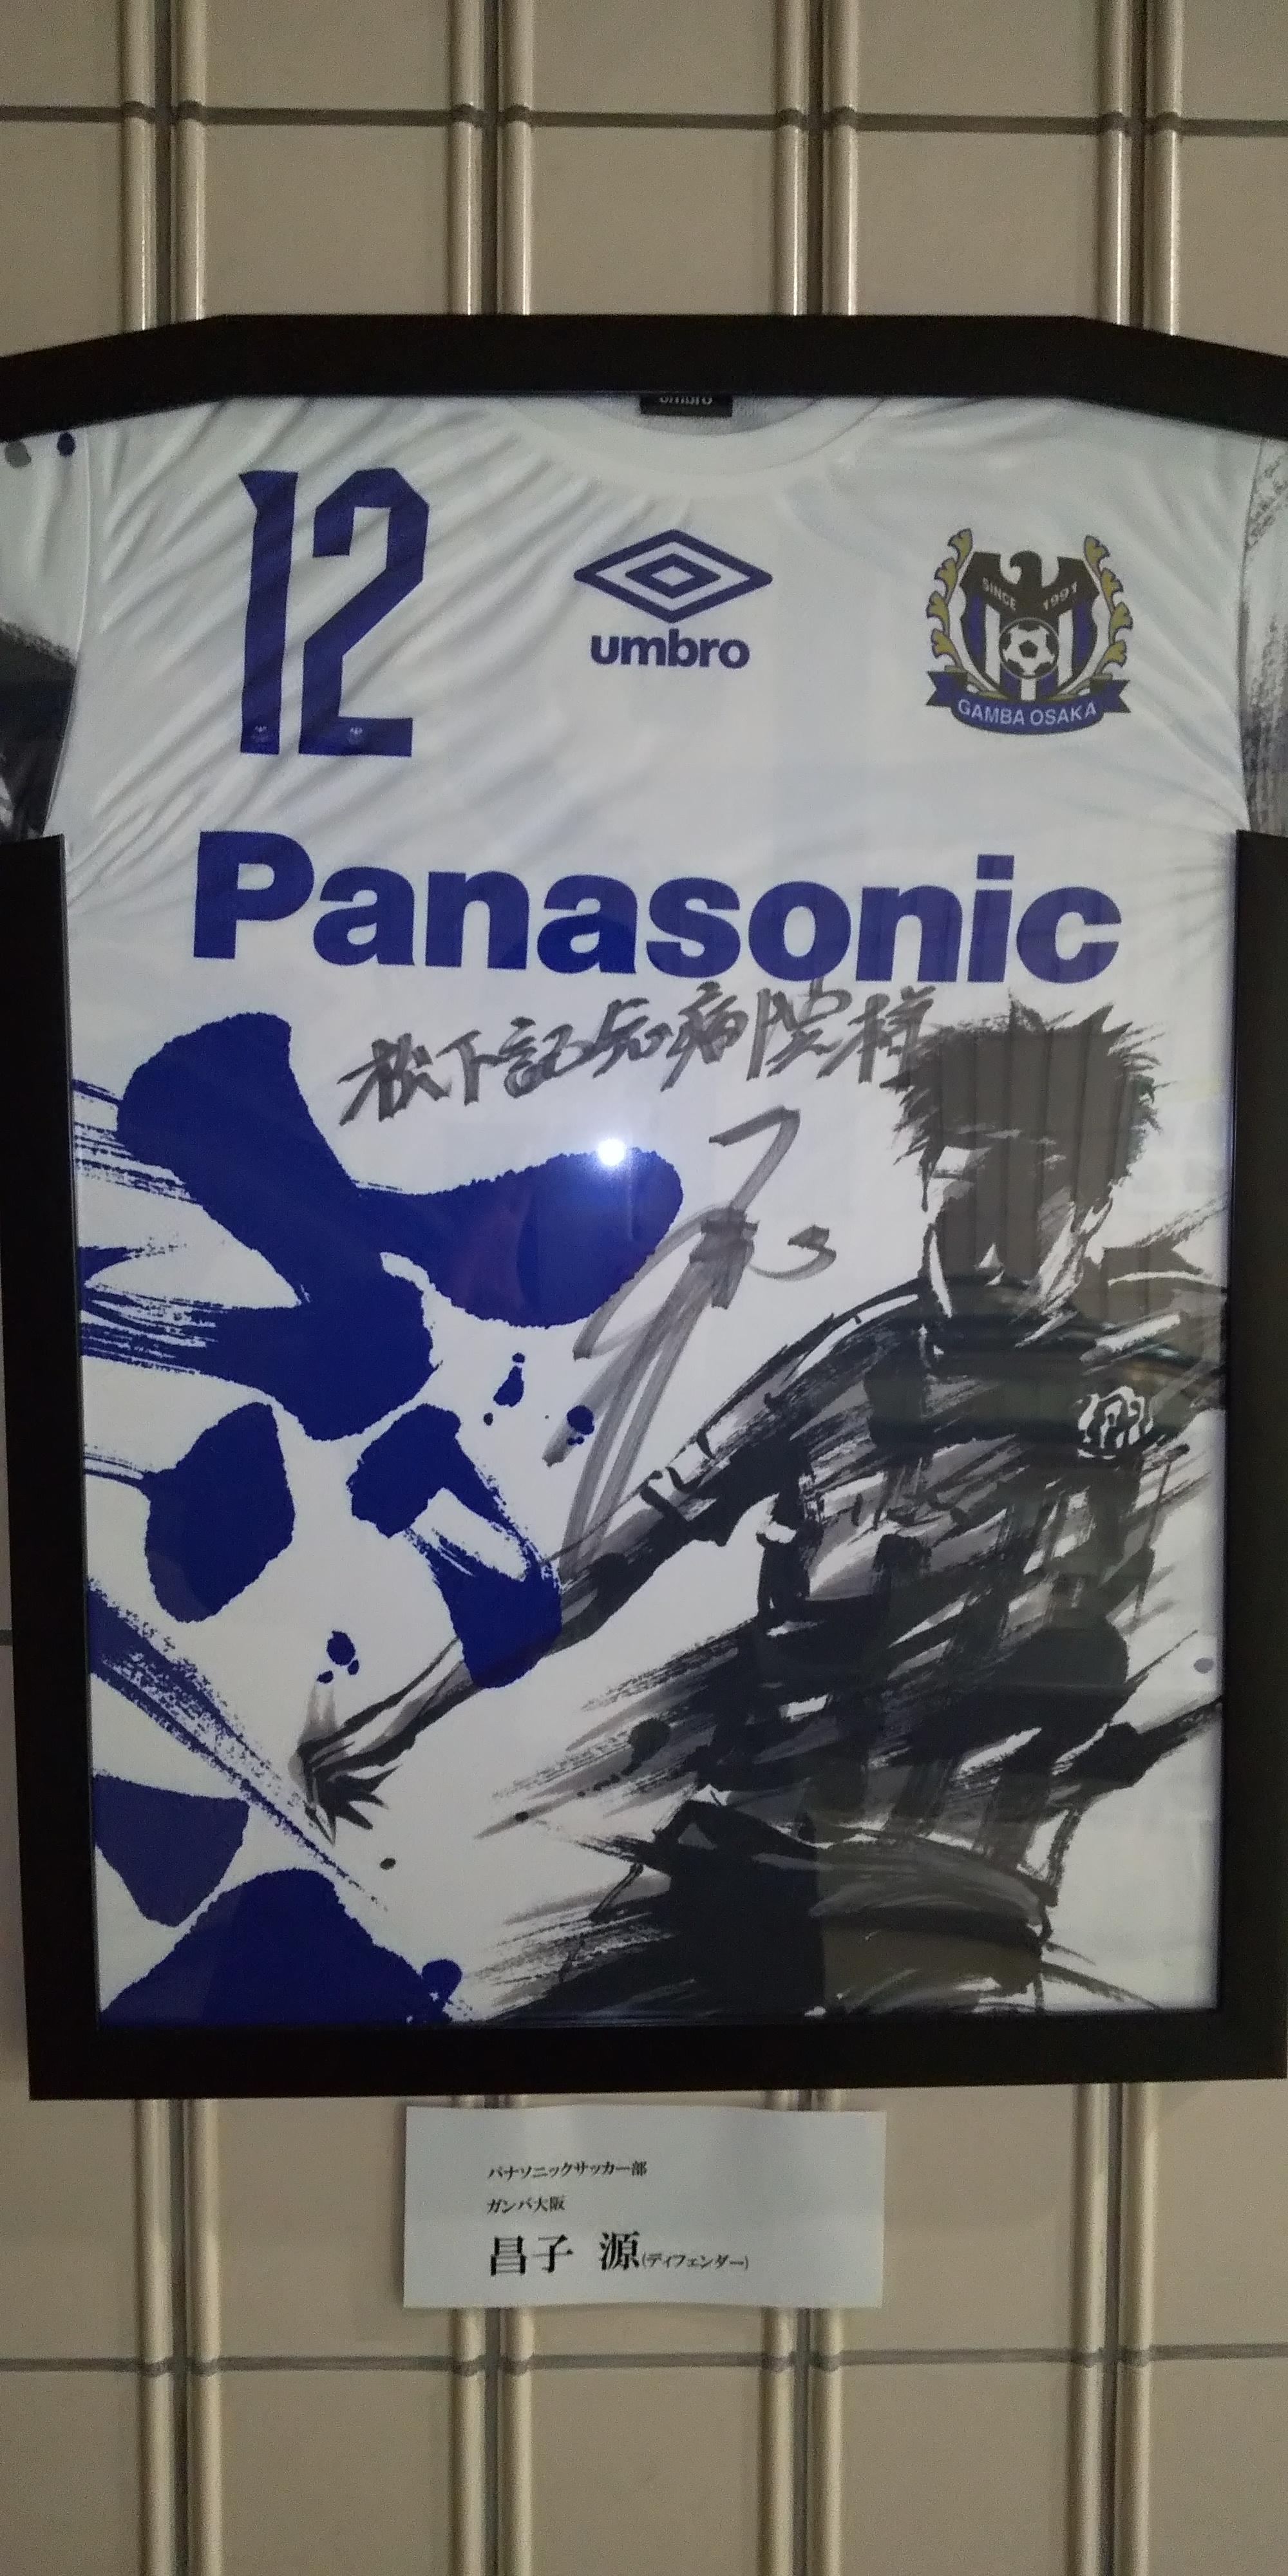 umbro
12
umbro
SINCE 1991
GAMBA OSAKA
Panasonic
松下記念病院様
パナソニックサッカー部
ガンバ大阪
昌子 源(ディフェンダー)